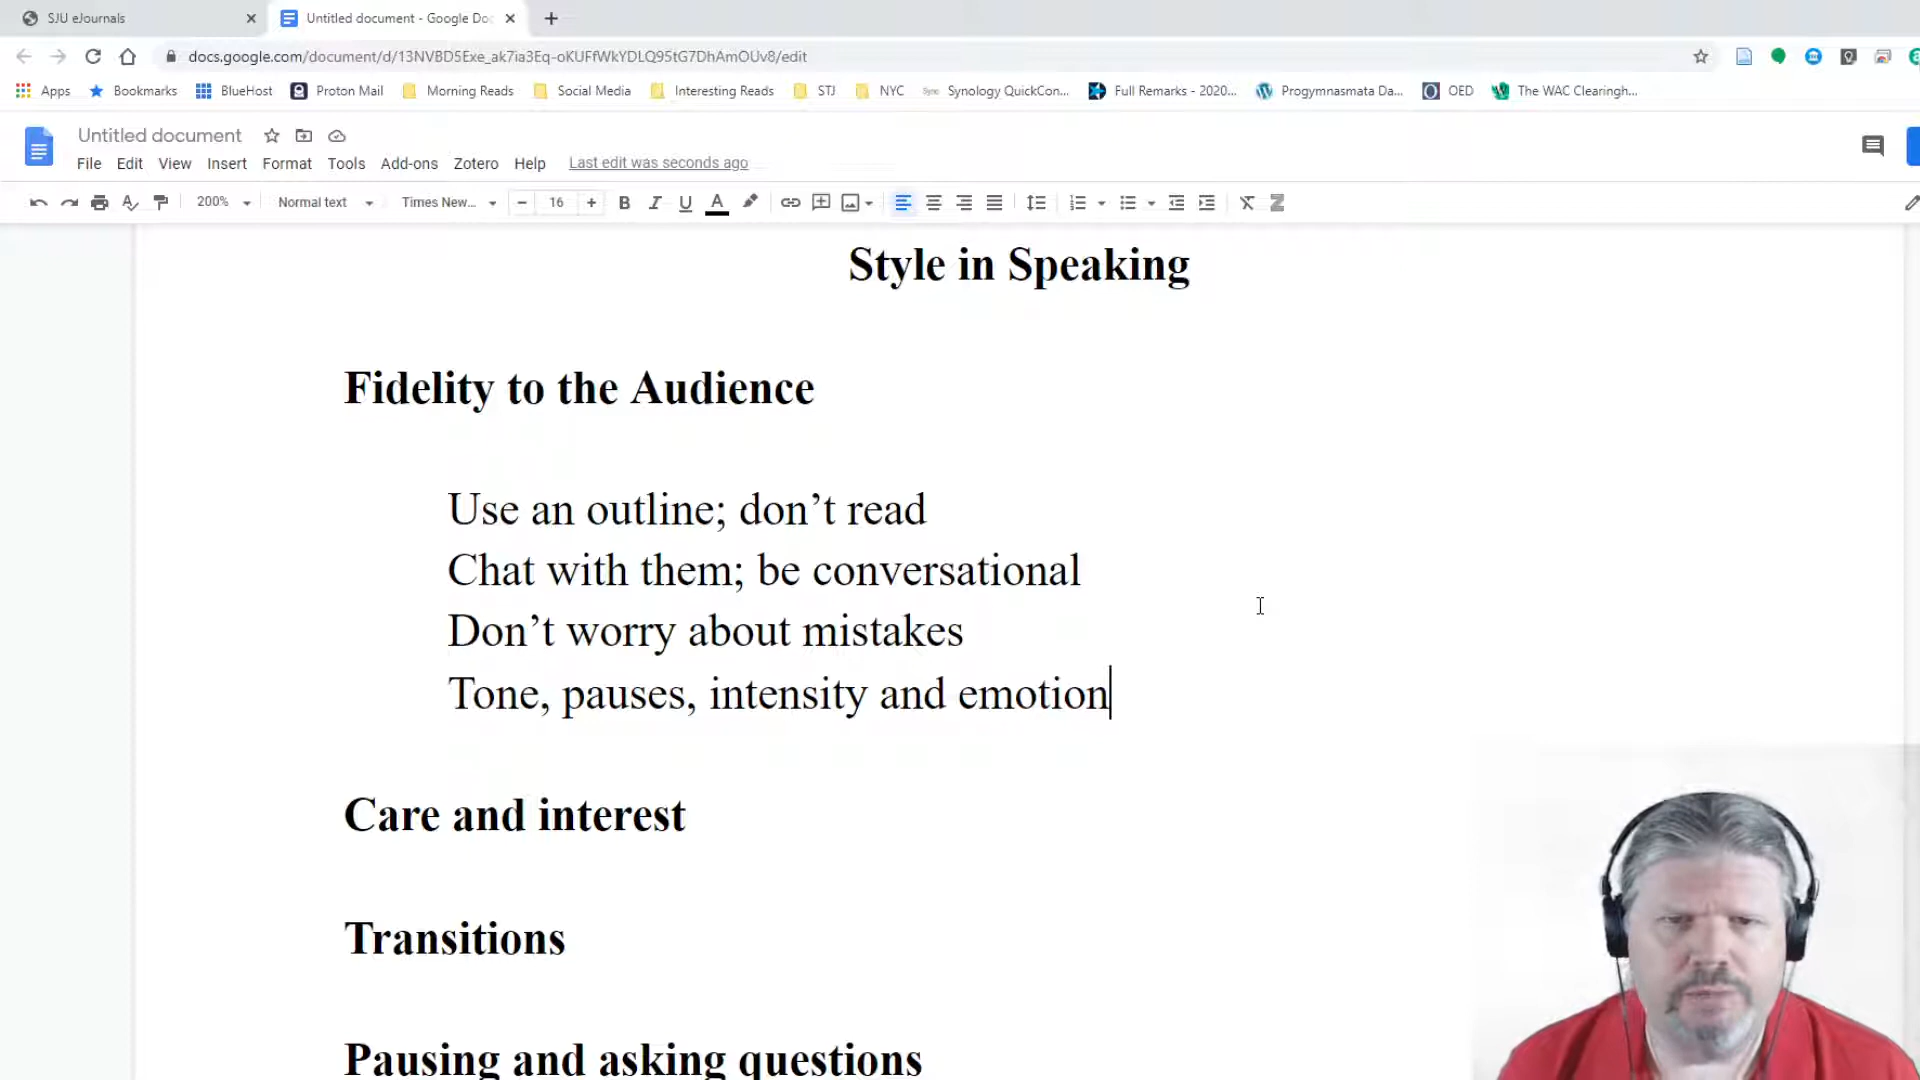 SJU eJournals
Untitled document - Google Doc
docs.google.com/document/d/13NVBD5Exe_ak7ia3Eq-oKUFfWkYDLQ95tG7DhAmOUv8/edit
Apps Bookmarks BlueHost Proton Mail Morning Reads Social Media Interesting Reads STJ NYC Synology QuickCon... Full Remarks - 2020... Progymnasmata Da... OED The WAC Clearingh...
Untitled document
File Edit View Insert Format Tools Add-ons Zotero Help Last edit was seconds ago
200% Normal text Times New... 16 B I U A
Style in Speaking
Fidelity to the Audience
Use an outline; don’t read
Chat with them; be conversational
Don’t worry about mistakes
Tone, pauses, intensity and emotion
Care and interest
Transitions
Pausing and asking questions